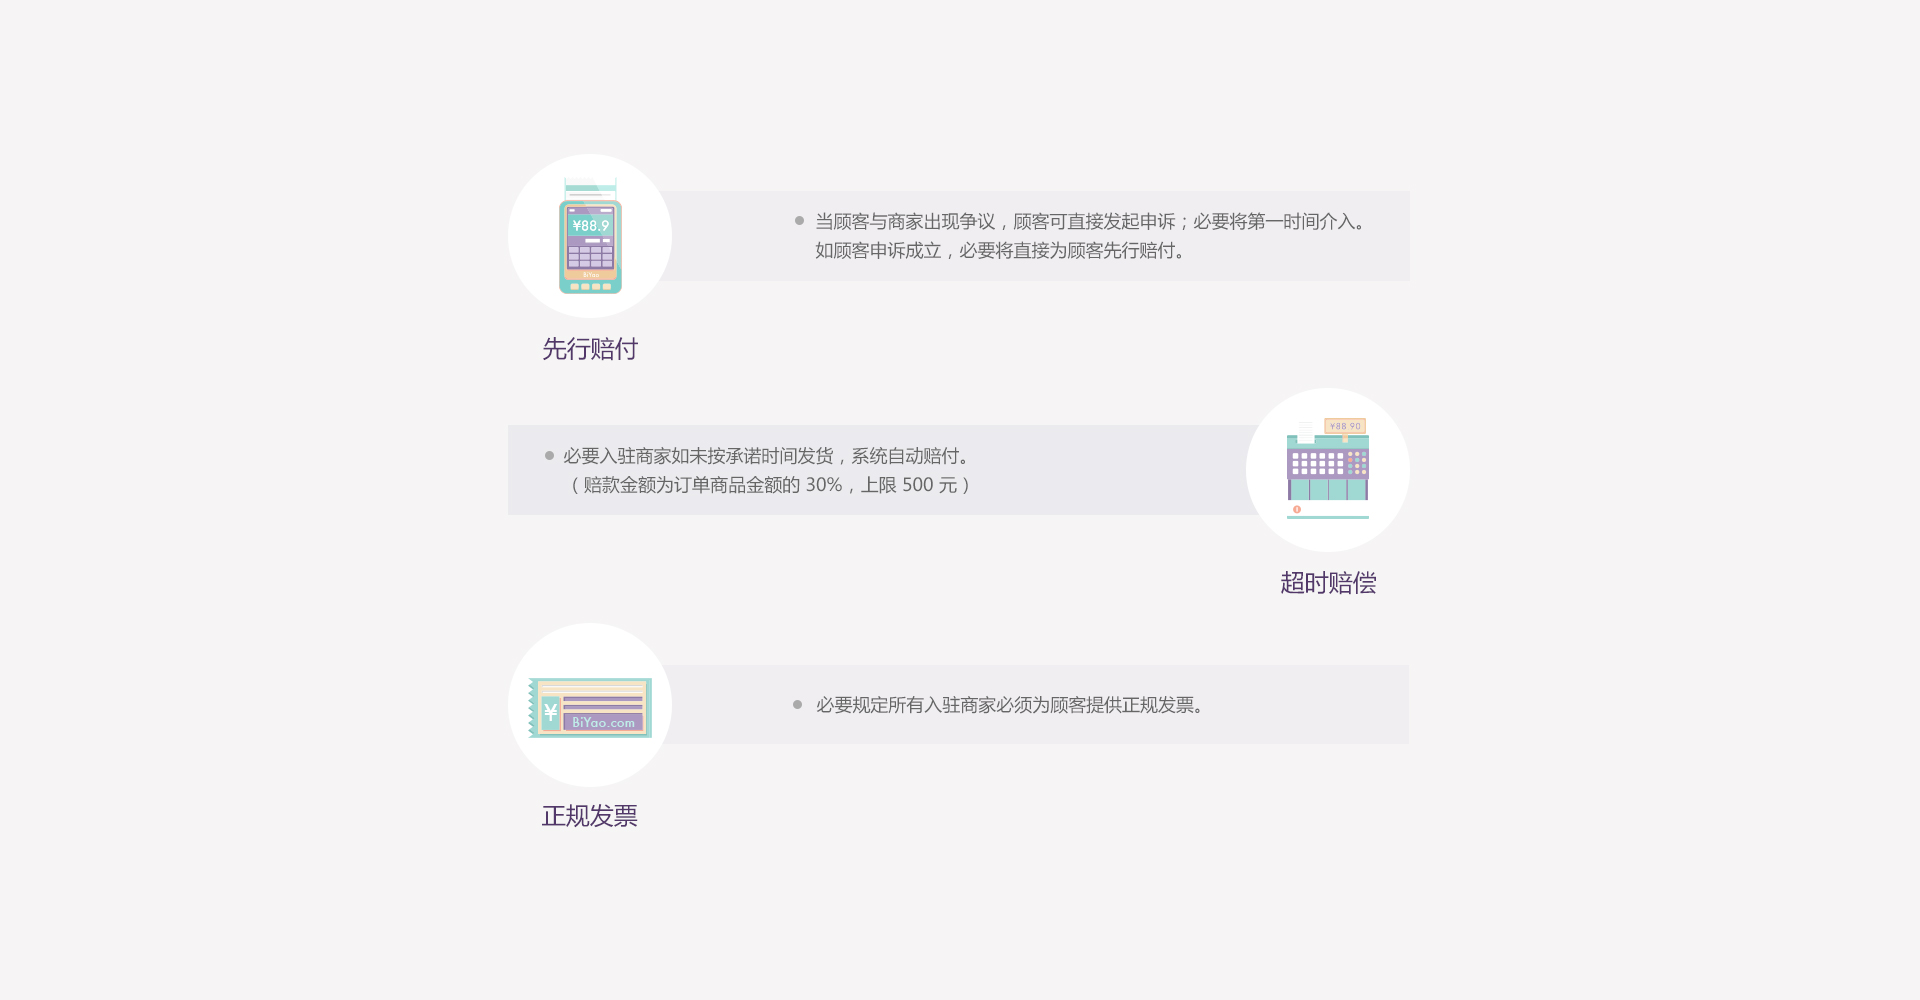 ¥88.9
BiYao
当顾客与商家出现争议，顾客可直接发起申诉；必要将第一时间介入。
如顾客申诉成立，必要将直接为顾客先行赔付。
先行赔付
¥88 90
必要入驻商家如未按承诺时间发货，系统自动赔付。
（赔款金额为订单商品金额的 30%，上限 500 元）
超时赔偿
¥
BiYao.com
必要规定所有入驻商家必须为顾客提供正规发票。
正规发票